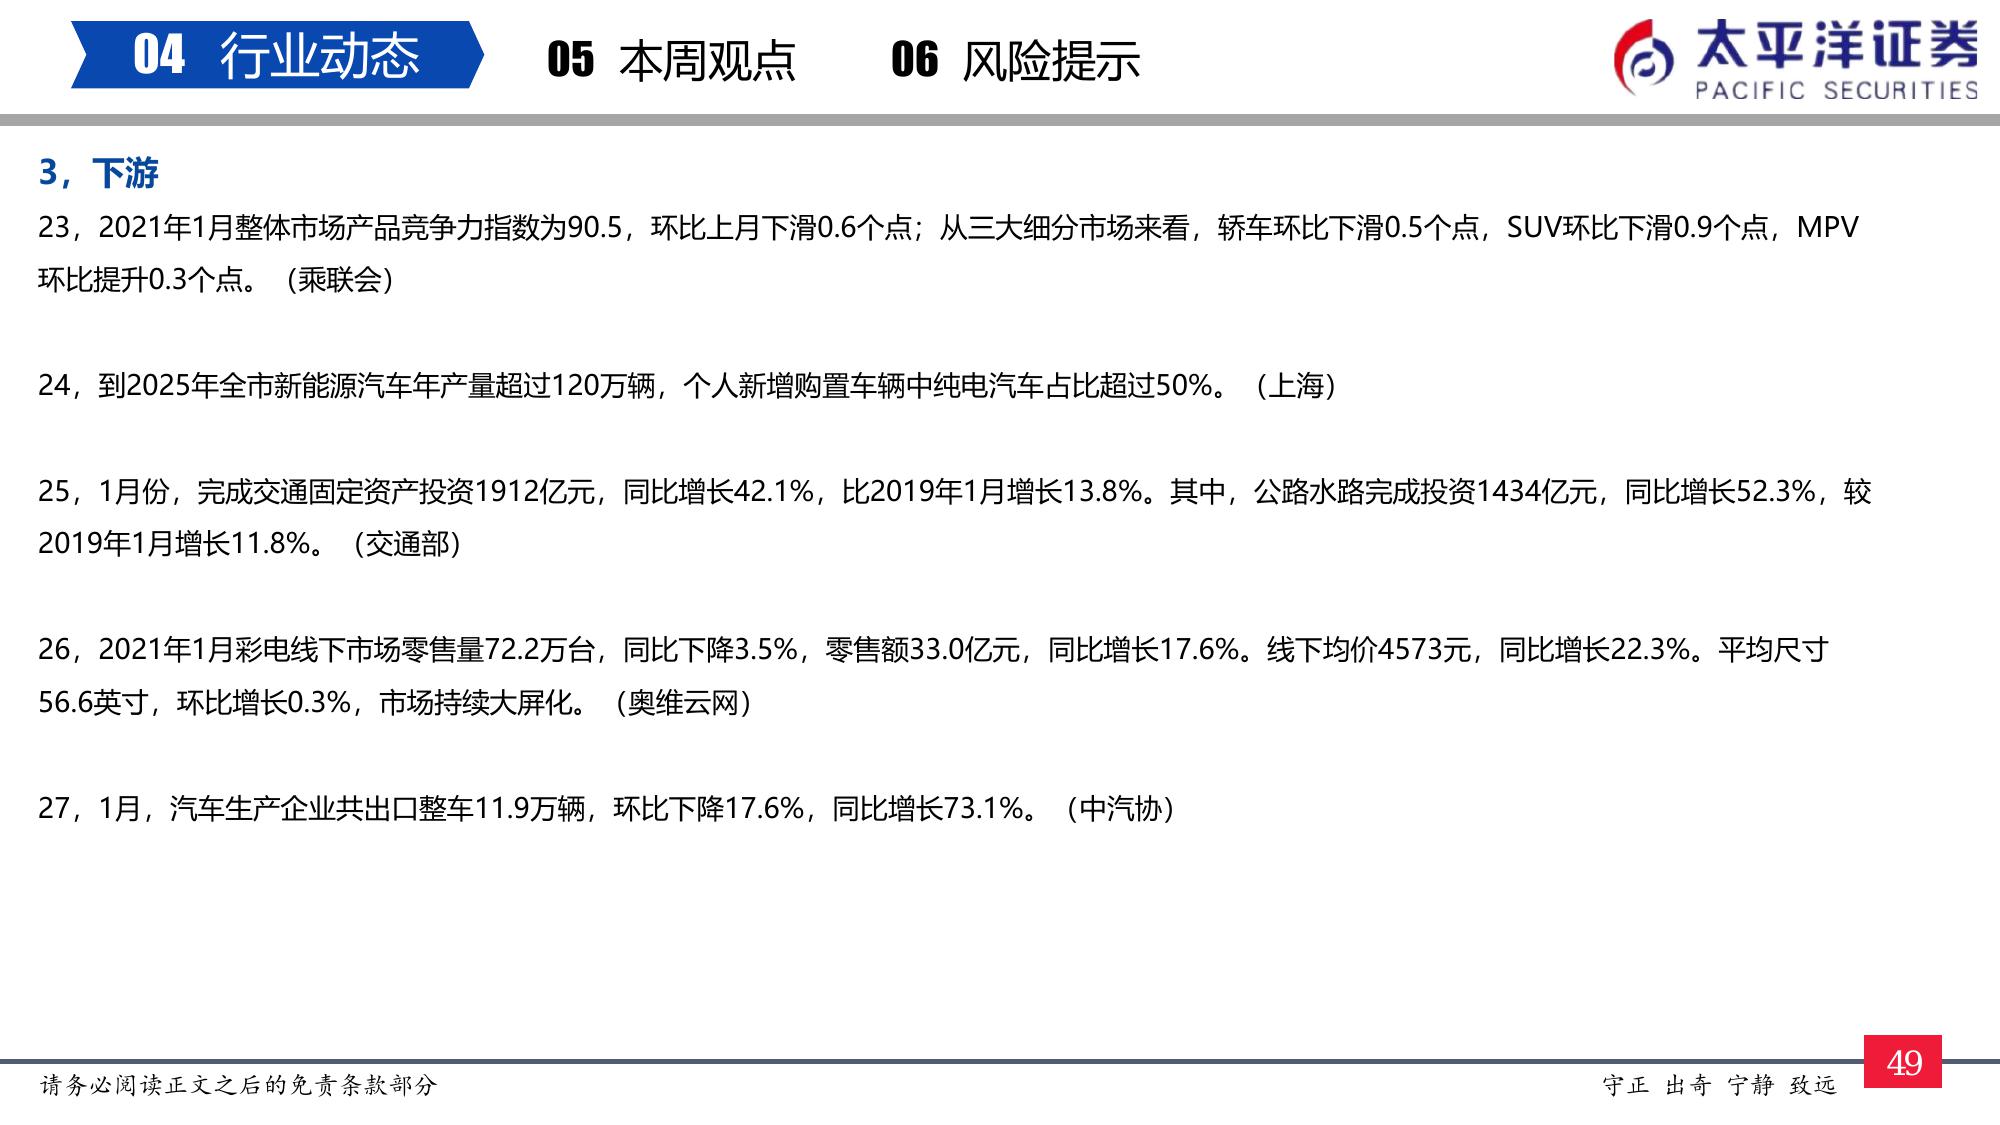 04 行业动态 05 本周观点 06 风险提示
太平洋证券
PACIFIC SECURITIES
3，下游
23，2021年1月整体市场产品竞争力指数为90.5，环比上月下滑0.6个点；从三大细分市场来看，轿车环比下滑0.5个点，SUV环比下滑0.9个点，MPV
环比提升0.3个点。（乘联会）
24，到2025年全市新能源汽车年产量超过120万辆，个人新增购置车辆中纯电汽车占比超过50%。（上海）
25，1月份，完成交通固定资产投资1912亿元，同比增长42.1%，比2019年1月增长13.8%。其中，公路水路完成投资1434亿元，同比增长52.3%，较
2019年1月增长11.8%。（交通部）
26，2021年1月彩电线下市场零售量72.2万台，同比下降3.5%，零售额33.0亿元，同比增长17.6%。线下均价4573元，同比增长22.3%。平均尺寸
56.6英寸，环比增长0.3%，市场持续大屏化。（奥维云网）
27，1月，汽车生产企业共出口整车11.9万辆，环比下降17.6%，同比增长73.1%。（中汽协）
请务必阅读正文之后的免责条款部分
守正 出奇 宁静 致远
49